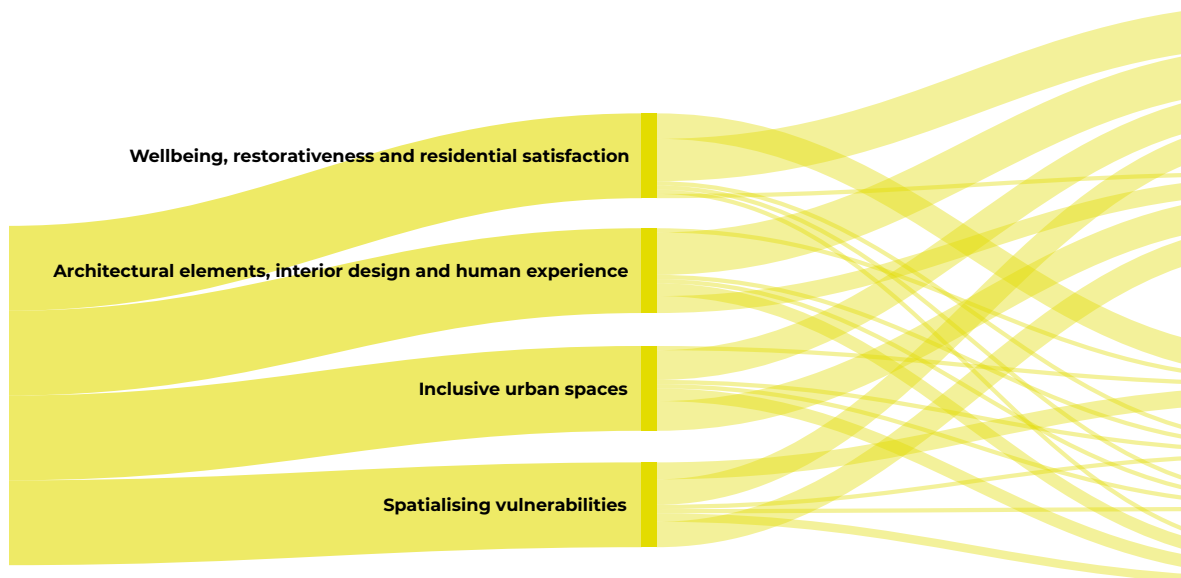 Wellbeing, restorativeness and residential satisfaction
Architectural elements, interior design and human experience
Inclusive urban spaces
Spatialising vulnerabilities